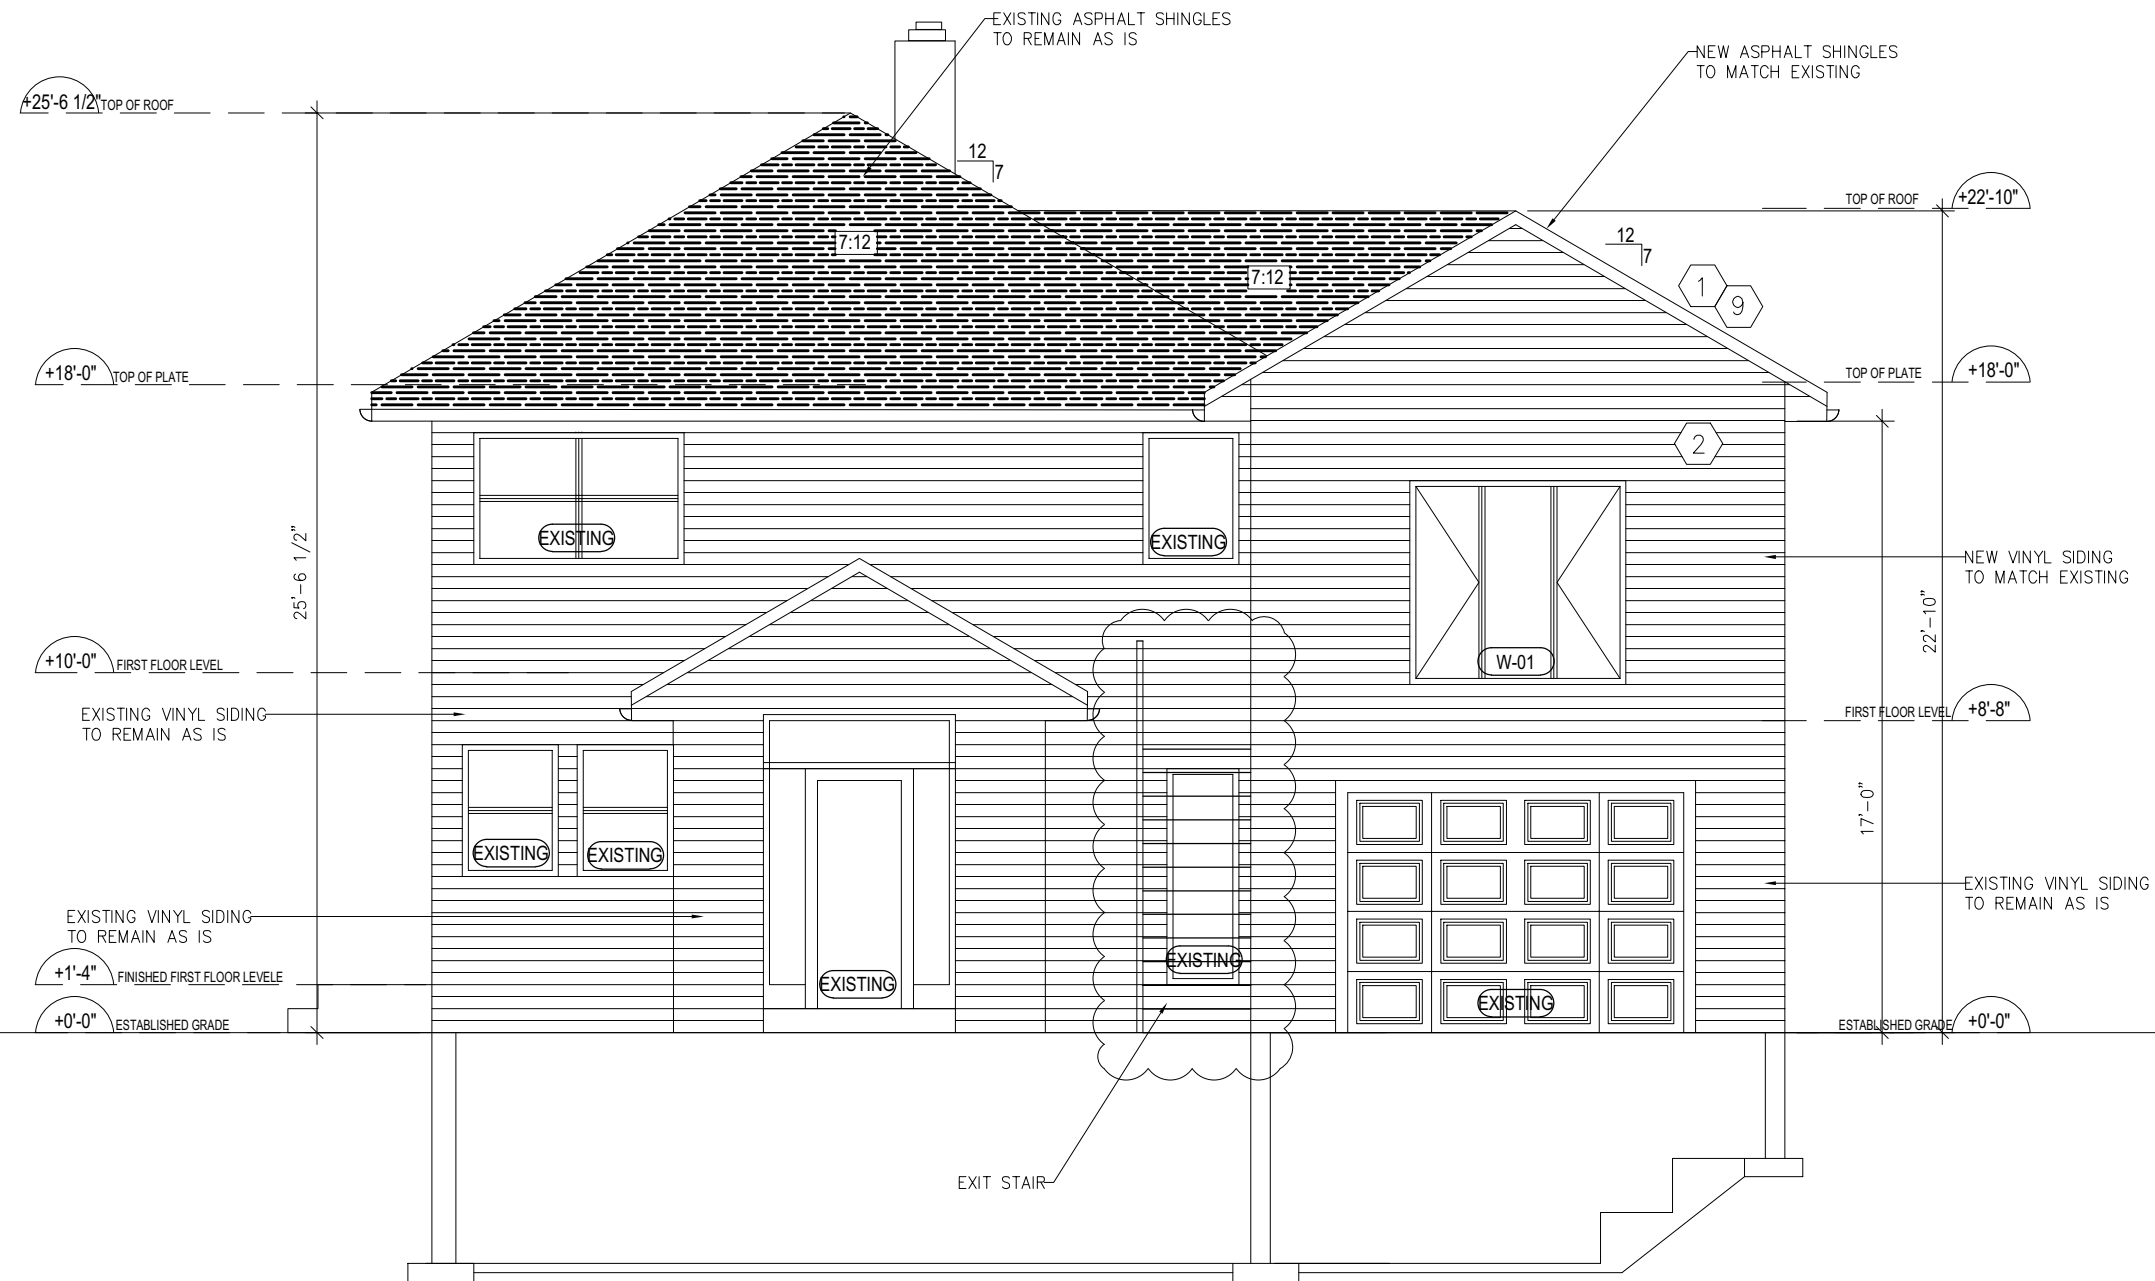 EXISTING ASPHALT SHINGLES
TO REMAIN AS IS
NEW ASPHALT SHINGLES
TO MATCH EXISTING
+25'-6 1/2" TOP OF ROOF
12
7
TOP OF ROOF +22'-10"
7:12
12
7
7:12
1
9
+18'-0" TOP OF PLATE
TOP OF PLATE +18'-0"
2
EXISTING
EXISTING
25'-6 1/2"
NEW VINYL SIDING
TO MATCH EXISTING
22'-10"
+10'-0" FIRST FLOOR LEVEL
W-01
EXISTING VINYL SIDING
TO REMAIN AS IS
FIRST FLOOR LEVEL +8'-8"
17'-0"
EXISTING
EXISTING
EXISTING VINYL SIDING
TO REMAIN AS IS
EXISTING VINYL SIDING
TO REMAIN AS IS
+1'-4" FINISHED FIRST FLOOR LEVELE
EXISTING
EXISTING
EXISTING
+0'-0" ESTABLISHED GRADE
ESTABLISHED GRADE +0'-0"
EXIT STAIR